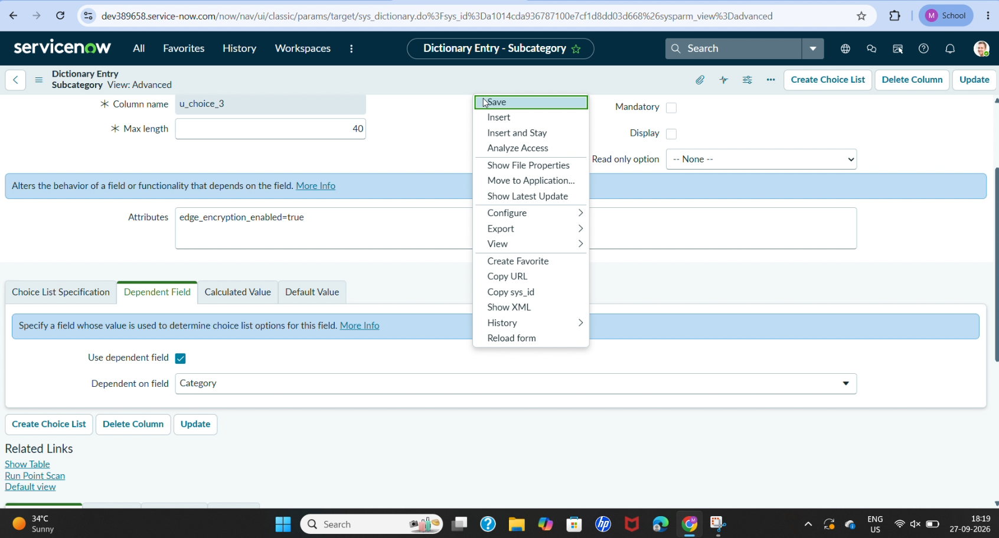 dev389658.service-now.com/now/nav/ui/classic/params/target/sys_dictionary.do%3Fsys_id%3Da1014cda936787100e7cf1d8dd03d668%26sysparm_view%3Dadvanced
M School
servicenow All Favorites History Workspaces Dictionary Entry - Subcategory Search
Dictionary Entry
Subcategory View: Advanced
Create Choice List Delete Column Update
Column name u_choice_3
Max length 40
Mandatory
Display
Read only option -- None --
Save
Insert
Insert and Stay
Analyze Access
Show File Properties
Move to Application...
Show Latest Update
Configure
Export
View
Create Favorite
Copy URL
Copy sys_id
Show XML
History
Reload form
Alters the behavior of a field or functionality that depends on the field. More Info
Attributes edge_encryption_enabled=true
Choice List Specification Dependent Field Calculated Value Default Value
Specify a field whose value is used to determine choice list options for this field. More Info
Use dependent field
Dependent on field Category
Create Choice List Delete Column Update
Related Links
Show Table
Run Point Scan
Default view
34°C
Sunny
Search
hp
ENG
US
18:19
27-09-2026